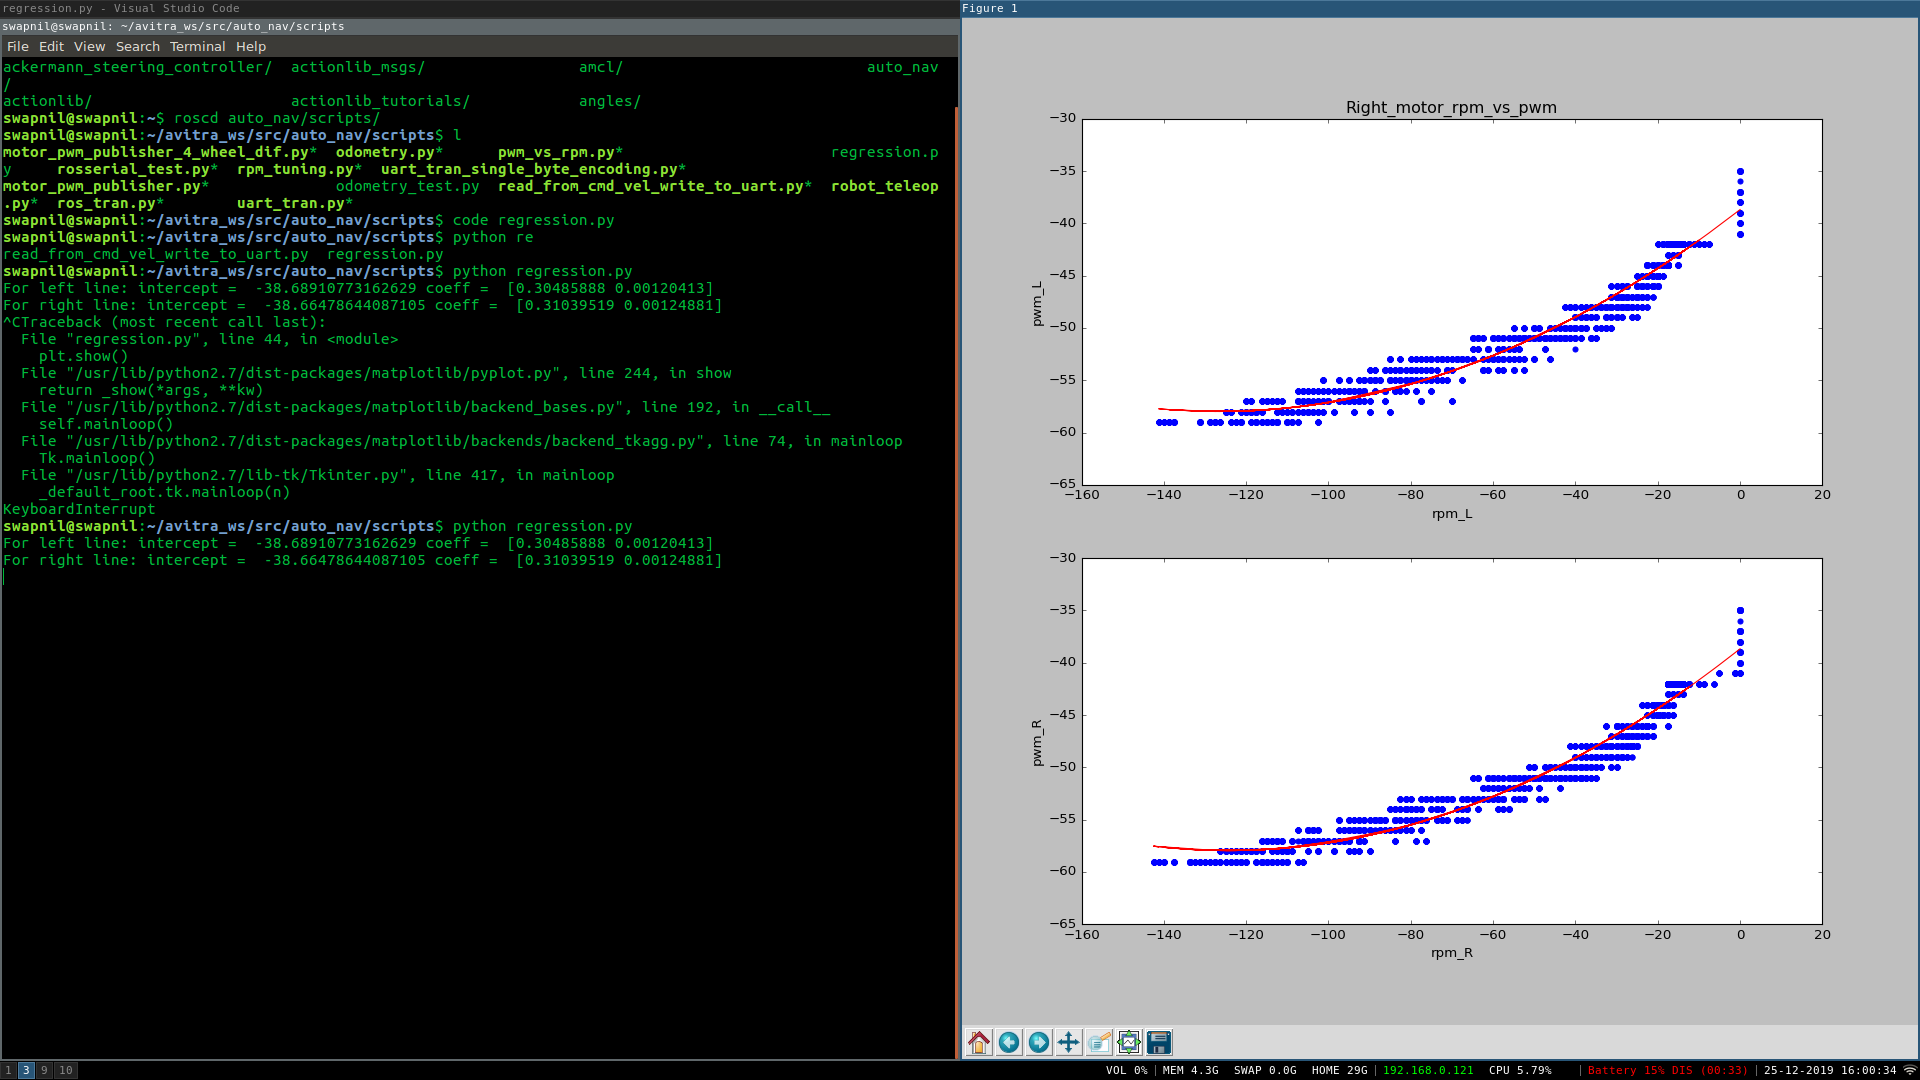 regression.py - Visual Studio Code
swapnil@swapnil: ~/avitra_ws/src/auto_nav/scripts
File Edit View Search Terminal Help
ackermann_steering_controller/  actionlib_msgs/                 amcl/                           auto_nav
/
actionlib/                      actionlib_tutorials/            angles/
swapnil@swapnil:~$ roscd auto_nav/scripts/
swapnil@swapnil:~/avitra_ws/src/auto_nav/scripts$ l
motor_pwm_publisher_4_wheel_dif.py*  odometry.py*      pwm_vs_rpm.py*                       regression.p
y     rosserial_test.py*  rpm_tuning.py*  uart_tran_single_byte_encoding.py*
motor_pwm_publisher.py*              odometry_test.py  read_from_cmd_vel_write_to_uart.py*  robot_teleop
.py*  ros_tran.py*        uart_tran.py*
swapnil@swapnil:~/avitra_ws/src/auto_nav/scripts$ code regression.py
swapnil@swapnil:~/avitra_ws/src/auto_nav/scripts$ python re
read_from_cmd_vel_write_to_uart.py  regression.py
swapnil@swapnil:~/avitra_ws/src/auto_nav/scripts$ python regression.py
For left line: intercept =  -38.68910773162629 coeff =  [0.30485888 0.00120413]
For right line: intercept =  -38.66478644087105 coeff =  [0.31039519 0.00124881]
^CTraceback (most recent call last):
  File "regression.py", line 44, in <module>
    plt.show()
  File "/usr/lib/python2.7/dist-packages/matplotlib/pyplot.py", line 244, in show
    return _show(*args, **kw)
  File "/usr/lib/python2.7/dist-packages/matplotlib/backend_bases.py", line 192, in __call__
    self.mainloop()
  File "/usr/lib/python2.7/dist-packages/matplotlib/backends/backend_tkagg.py", line 74, in mainloop
    Tk.mainloop()
  File "/usr/lib/python2.7/lib-tk/Tkinter.py", line 417, in mainloop
    _default_root.tk.mainloop(n)
KeyboardInterrupt
swapnil@swapnil:~/avitra_ws/src/auto_nav/scripts$ python regression.py
For left line: intercept =  -38.68910773162629 coeff =  [0.30485888 0.00120413]
For right line: intercept =  -38.66478644087105 coeff =  [0.31039519 0.00124881]
Figure 1
Right_motor_rpm_vs_pwm
−30
−35
−40
−45
−50
−55
−60
−65
pwm_L
−160 −140 −120 −100 −80 −60 −40 −20 0 20
rpm_L
−30
−35
−40
−45
−50
−55
−60
−65
pwm_R
−160 −140 −120 −100 −80 −60 −40 −20 0 20
rpm_R
1 3 9 10
VOL 0% | MEM 4.3G SWAP 0.0G HOME 29G | 192.168.0.121 CPU 5.79% | Battery 15% DIS (00:33) | 25-12-2019 16:00:34